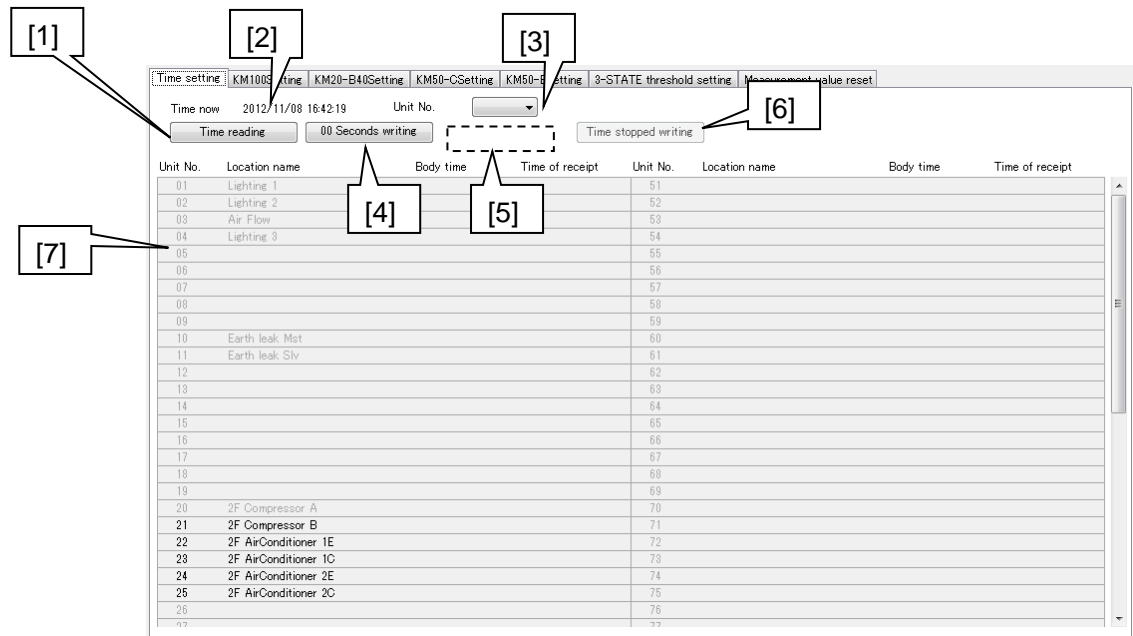 [1]
[2]
[3]
Time setting KM100Setting KM20-B40Setting KM50-CSetting KM50-E Setting 3-STATE threshold setting Measurement value reset
Time now 2012/11/08 16:42:19 Unit No.
[6]
Time reading 00 Seconds writing Time stopped writing
Unit No. Location name Body time Time of receipt Unit No. Location name Body time Time of receipt
01 Lighting 1 51
02 Lighting 2 52
[4] [5]
03 Air Flow 53
04 Lighting 3 54
[7]
05 55
06 56
07 57
08 58
09 59
10 Earth leak Mst 60
11 Earth leak Slv 61
12 62
13 63
14 64
15 65
16 66
17 67
18 68
19 69
20 2F Compressor A 70
21 2F Compressor B 71
22 2F AirConditioner 1E 72
23 2F AirConditioner 1C 73
24 2F AirConditioner 2E 74
25 2F AirConditioner 2C 75
26 76
27 77